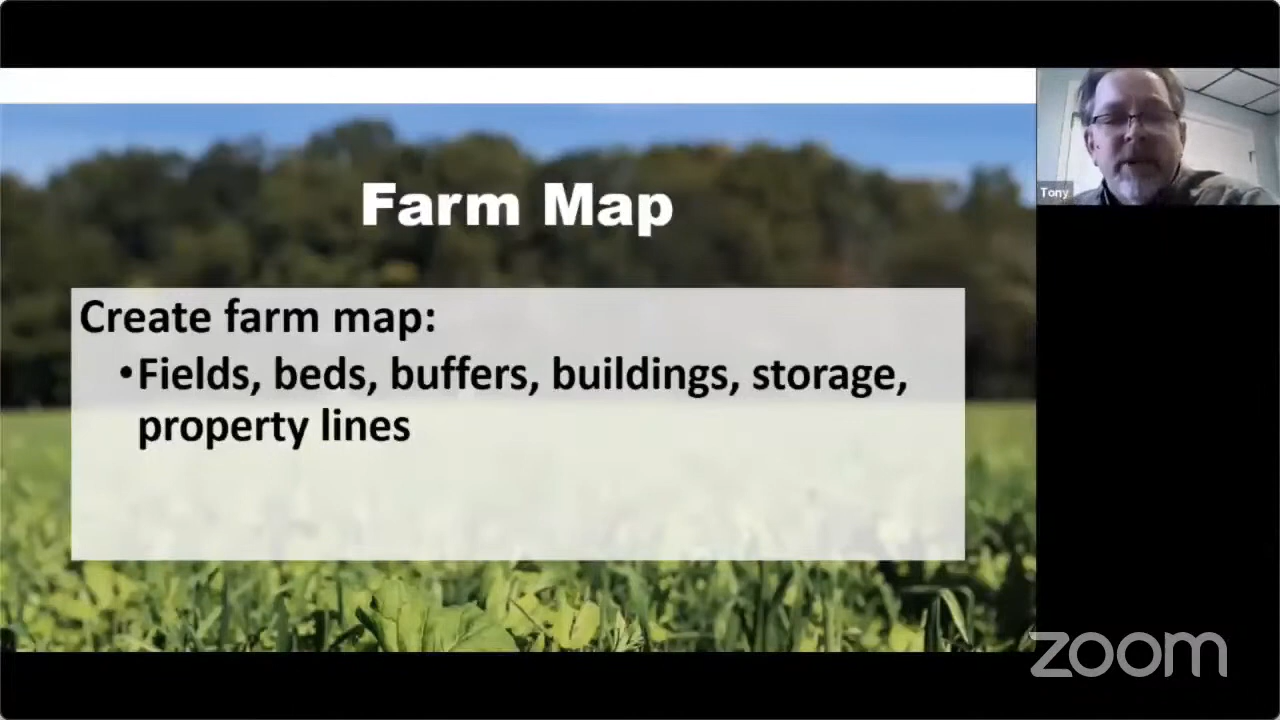 Farm Map
Tony
Create farm map:
•Fields, beds, buffers, buildings, storage,
property lines
zoom